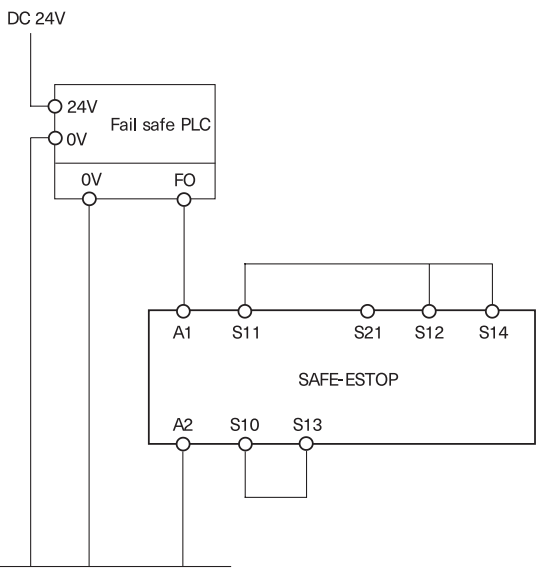 DC 24V
24V
Fail safe PLC
0V
0V FO
A1 S11 S21 S12 S14
SAFE-ESTOP
A2 S10 S13